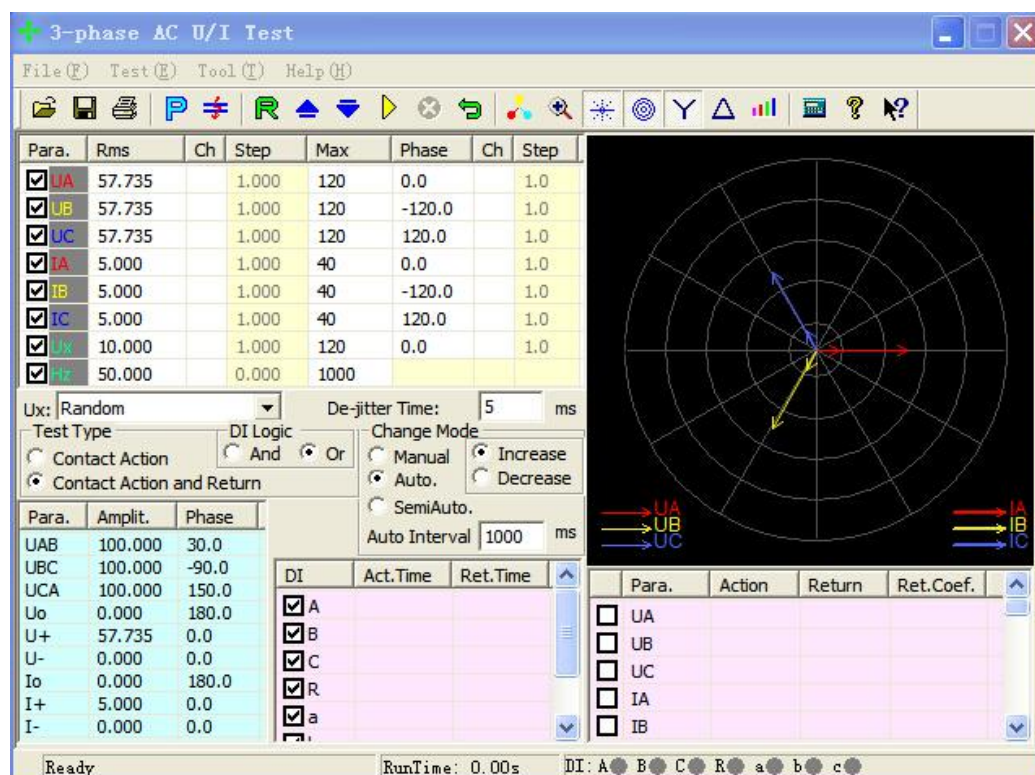 3-phase AC U/I Test
File(F) Test(E) Tool(T) Help(H)
Para. Rms Ch Step Max Phase Ch Step
UA 57.735 1.000 120 0.0 1.0
UB 57.735 1.000 120 -120.0 1.0
UC 57.735 1.000 120 120.0 1.0
IA 5.000 1.000 40 0.0 1.0
IB 5.000 1.000 40 -120.0 1.0
IC 5.000 1.000 40 120.0 1.0
Ux 10.000 1.000 120 0.0 1.0
Hz 50.000 0.000 1000
Ux: Random De-jitter Time: 5 ms
Test Type DI Logic Change Mode
Contact Action And Or Manual Increase
Contact Action and Return Auto. Decrease
SemiAuto.
Auto Interval 1000 ms
UA IA
UB IB
UC IC
Para. Amplit. Phase
UAB 100.000 30.0
UBC 100.000 -90.0
UCA 100.000 150.0
Uo 0.000 180.0
U+ 57.735 0.0
U- 0.000 0.0
Io 0.000 180.0
I+ 5.000 0.0
I- 0.000 0.0
DI Act.Time Ret.Time
A
B
C
R
a
Para. Action Return Ret.Coef.
UA
UB
UC
IA
IB
Ready RunTime: 0.00s DI: A B C R a b c